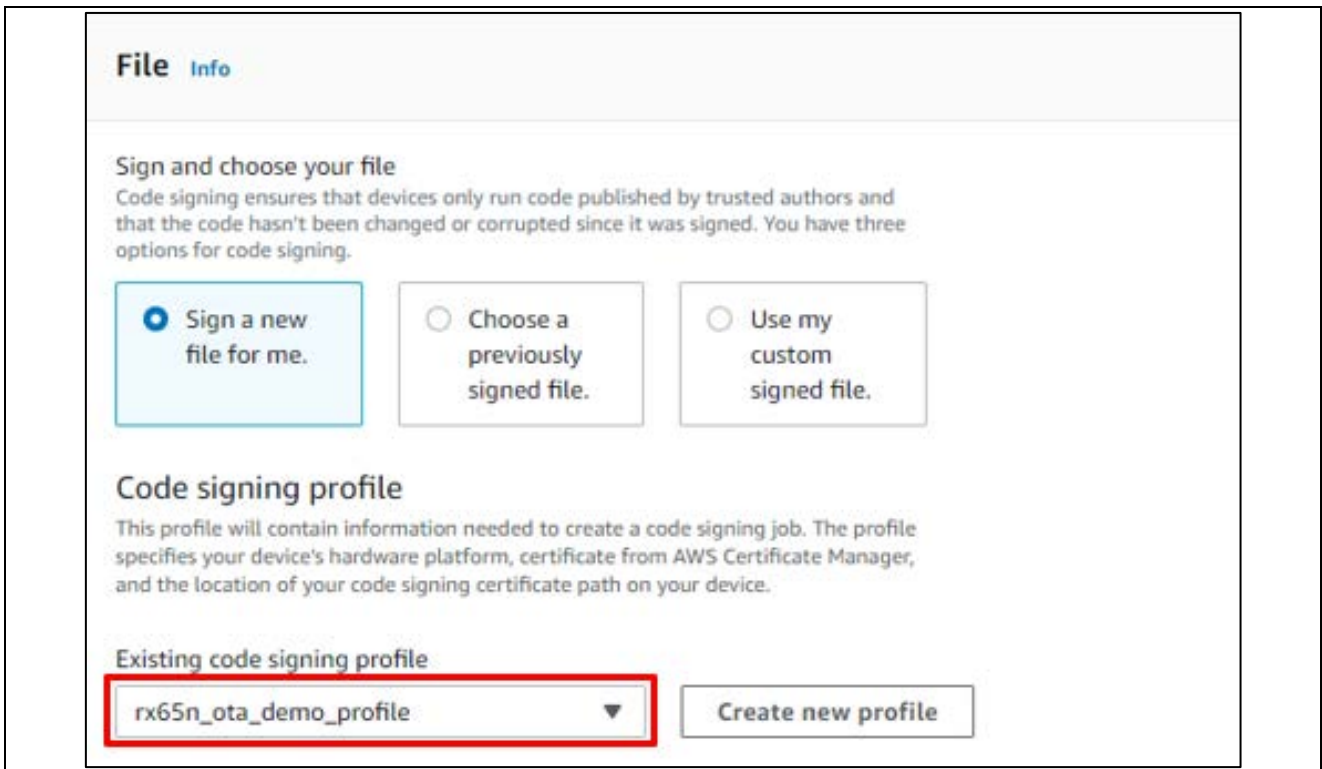 File Info
Sign and choose your file
Code signing ensures that devices only run code published by trusted authors and
that the code hasn't been changed or corrupted since it was signed. You have three
options for code signing.
Sign a new
file for me.
Choose a
previously
signed file.
Use my
custom
signed file.
Code signing profile
This profile will contain information needed to create a code signing job. The profile
specifies your device's hardware platform, certificate from AWS Certificate Manager,
and the location of your code signing certificate path on your device.
Existing code signing profile
rx65n_ota_demo_profile
Create new profile